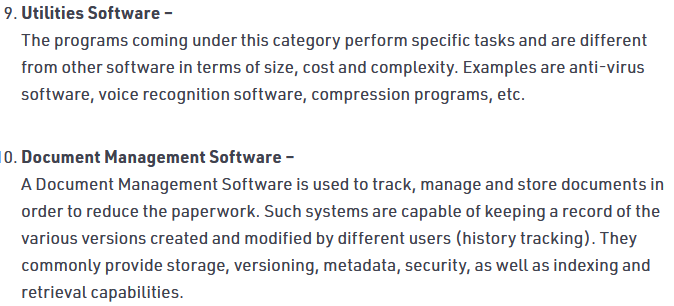 9. Utilities Software –
The programs coming under this category perform specific tasks and are different
from other software in terms of size, cost and complexity. Examples are anti-virus
software, voice recognition software, compression programs, etc.
10. Document Management Software –
A Document Management Software is used to track, manage and store documents in
order to reduce the paperwork. Such systems are capable of keeping a record of the
various versions created and modified by different users (history tracking). They
commonly provide storage, versioning, metadata, security, as well as indexing and
retrieval capabilities.